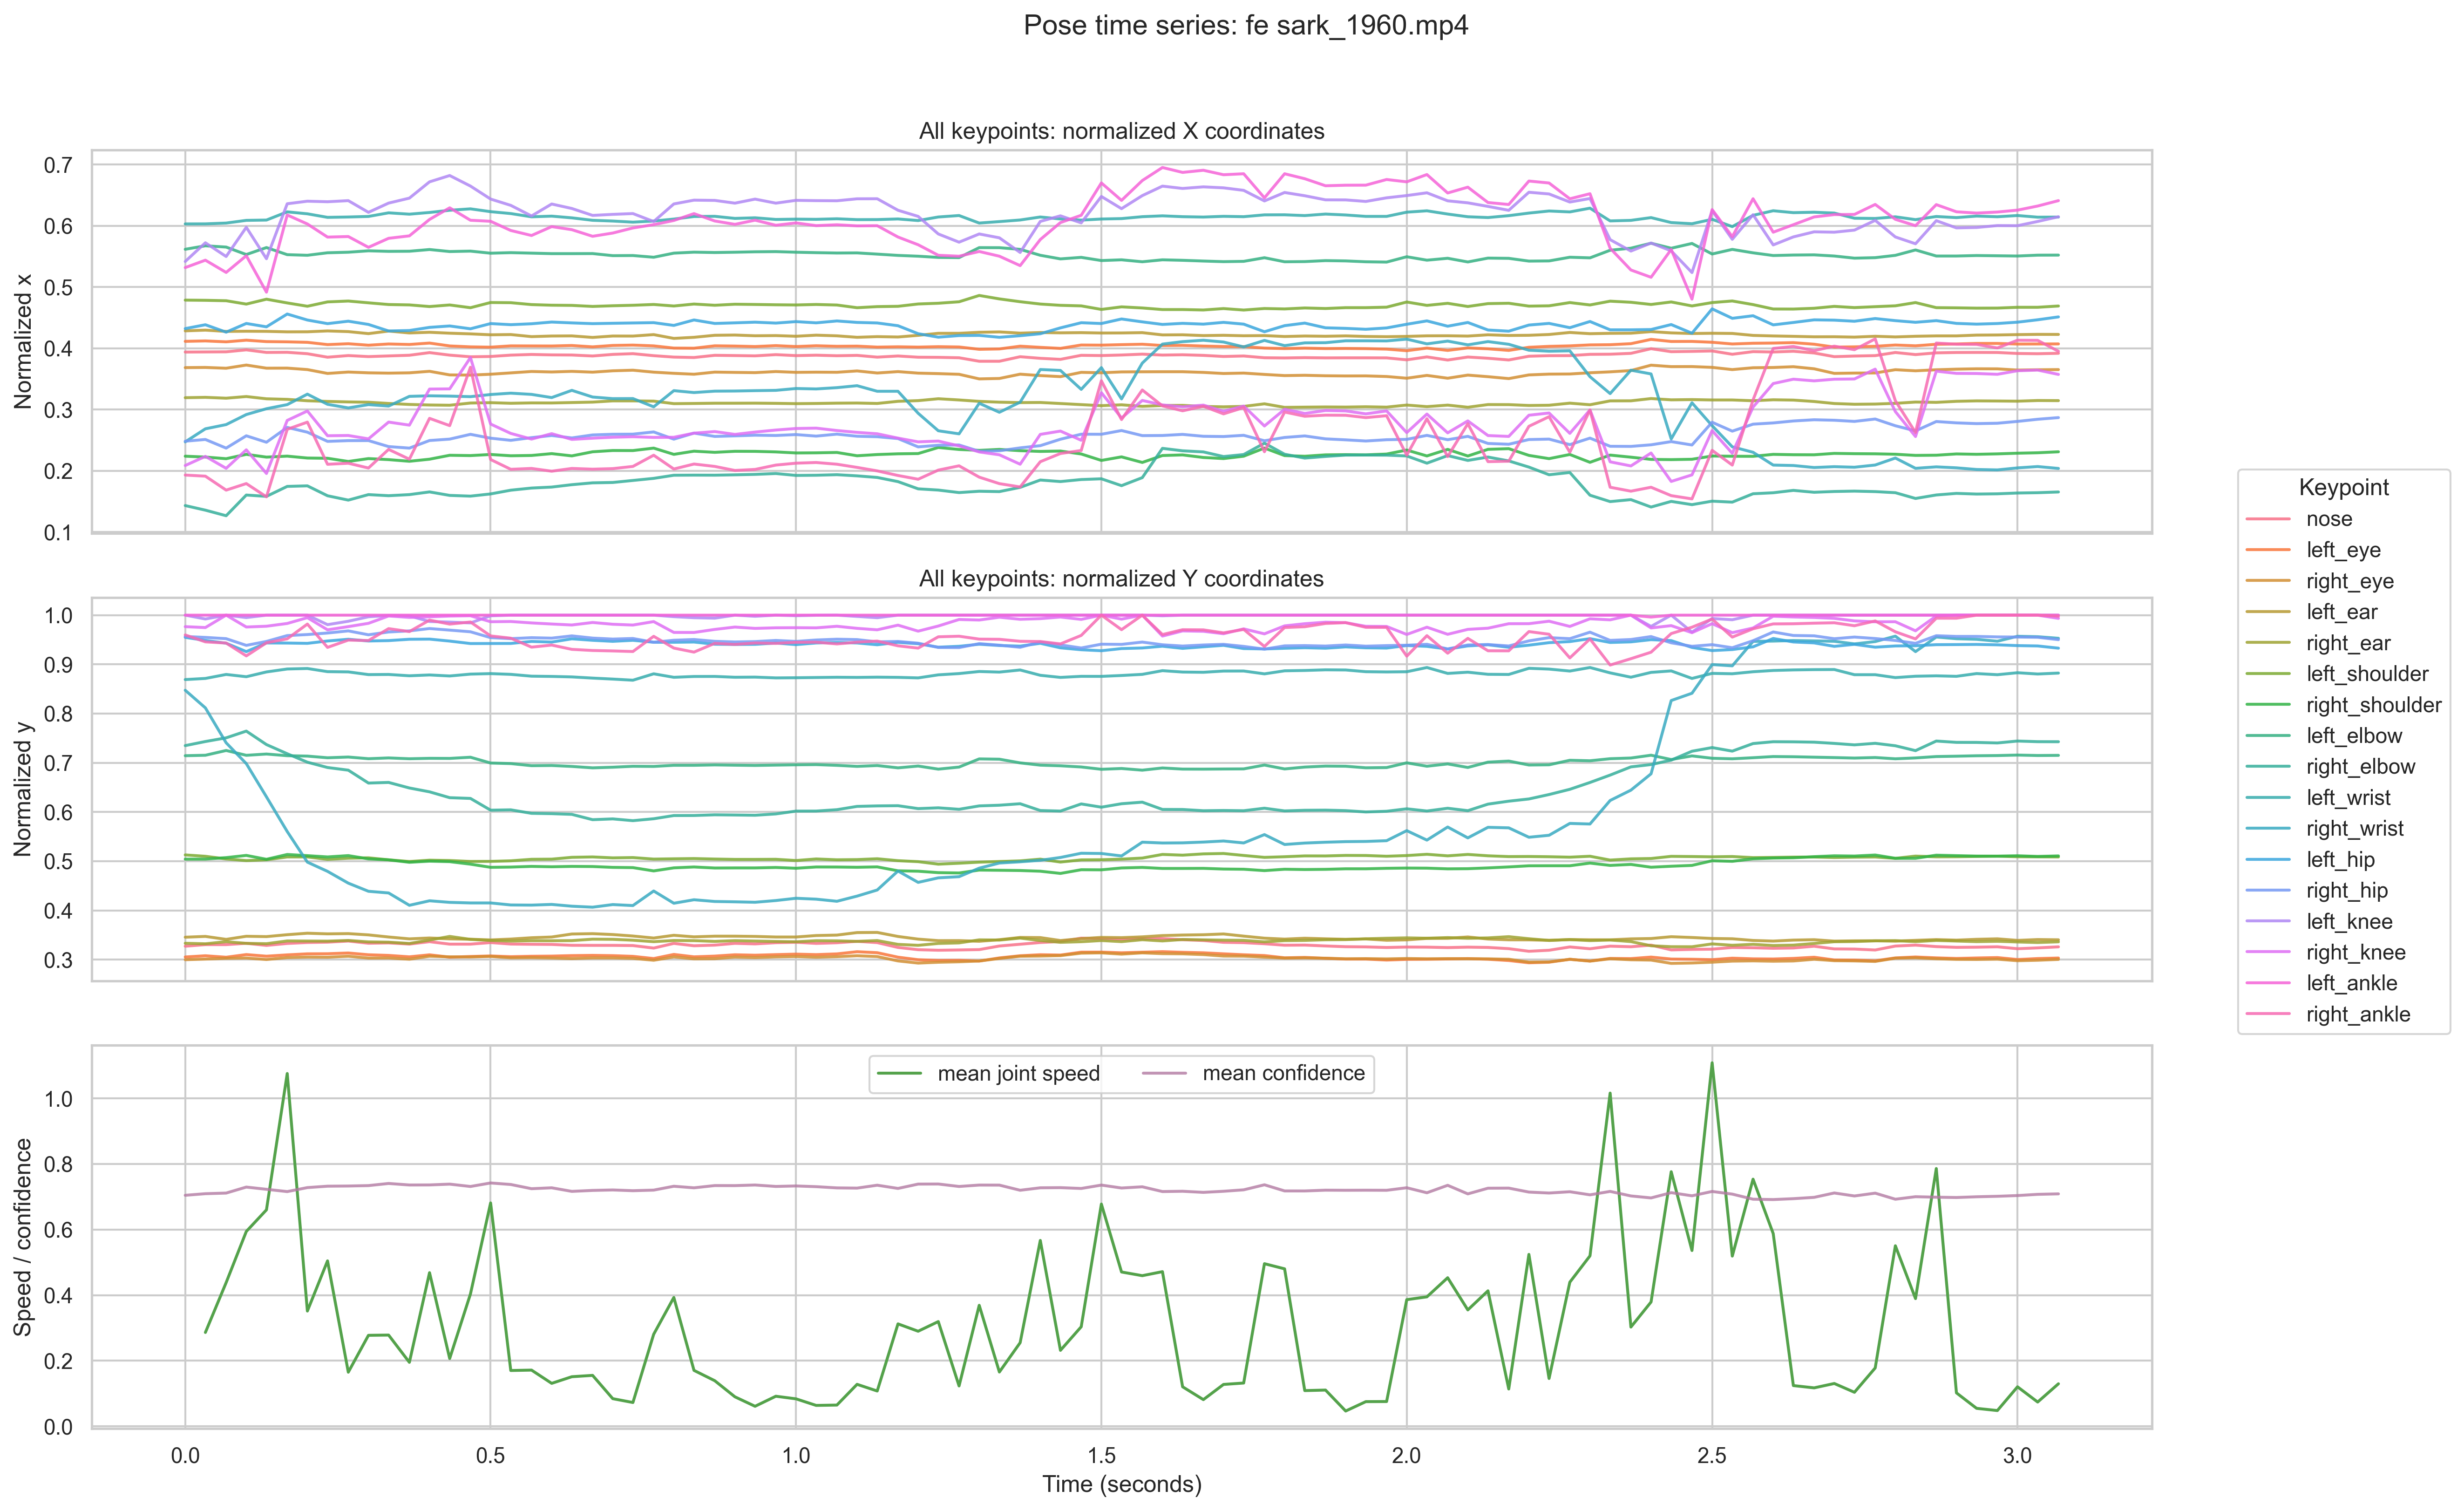 Pose time series: fe sark_1960.mp4
All keypoints: normalized X coordinates
0.7
0.6
0.5
0.4
0.3
0.2
0.1
Normalized x
All keypoints: normalized Y coordinates
1.0
0.9
0.8
0.7
0.6
0.5
0.4
0.3
Normalized y
mean joint speed
mean confidence
1.0
0.8
0.6
0.4
0.2
0.0
Speed / confidence
0.0
0.5
1.0
1.5
2.0
2.5
3.0
Time (seconds)
Keypoint
nose
left_eye
right_eye
left_ear
right_ear
left_shoulder
right_shoulder
left_elbow
right_elbow
left_wrist
right_wrist
left_hip
right_hip
left_knee
right_knee
left_ankle
right_ankle